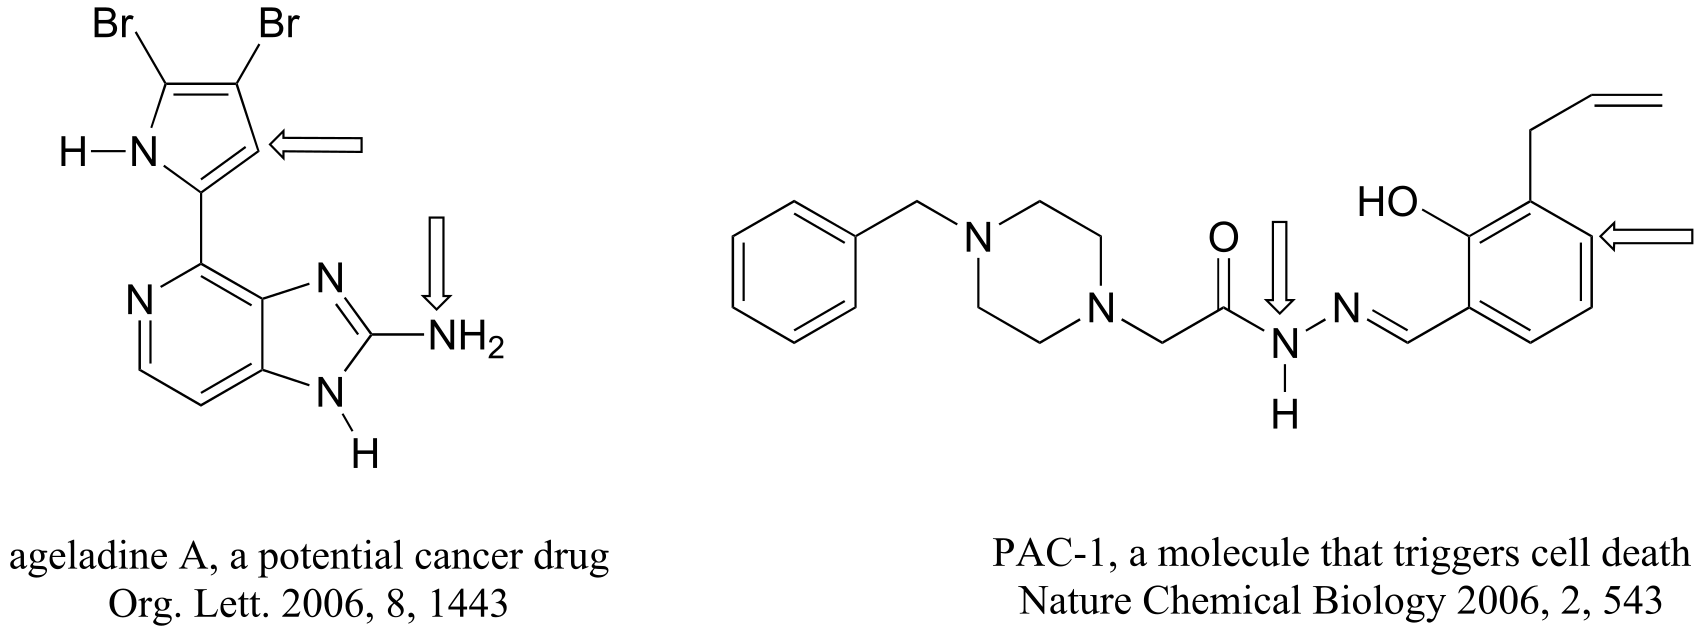 Br Br
H N
N N NH2
N
H
HO
N O
N N N
H
ageladine A, a potential cancer drug
Org. Lett. 2006, 8, 1443
PAC-1, a molecule that triggers cell death
Nature Chemical Biology 2006, 2, 543